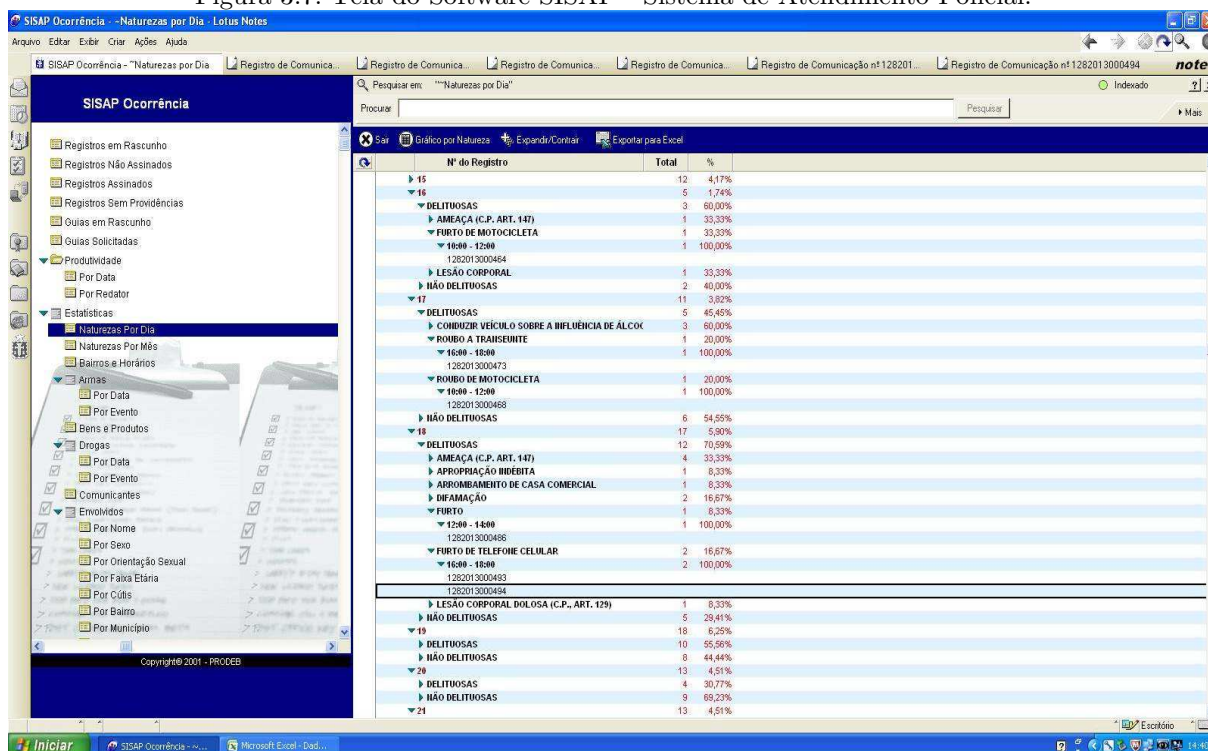 SISAP Ocorrência - ~Naturezas por Dia - Lotus Notes
Arquivo Editar Exibir Criar Ações Ajuda
SISAP Ocorrência - ~Naturezas por Dia
Registro de Comunica...
Registro de Comunica...
Registro de Comunica...
Registro de Comunica...
Registro de Comunicação nº 128201...
Registro de Comunicação nº 1282013000494
SISAP Ocorrência
Registros em Rascunho
Registros Não Assinados
Registros Assinados
Registros Sem Providências
Guias em Rascunho
Guias Solicitadas
Produtividade
Por Data
Por Redator
Estatísticas
Naturezas Por Dia
Naturezas Por Mês
Bairros e Horários
Armas
Por Data
Por Evento
Bens e Produtos
Drogas
Por Data
Por Evento
Comunicantes
Envolvidos
Por Nome
Por Sexo
Por Orientação Sexual
Por Faixa Etária
Por Cútis
Por Bairro
Por Município
Copyright© 2001 - PRODEB
Pesquisar em: "~Naturezas por Dia"
Indexado
Procurar
Pesquisar
Mais
Sair Gráfico por Natureza Expandir/Contrair Exportar para Excel
Nº do Registro Total %
15 12 4,17%
16 5 1,74%
DELITUOSAS 3 60,00%
AMEAÇA (C.P. ART. 147) 1 33,33%
FURTO DE MOTOCICLETA 1 33,33%
10:00 - 12:00 1 100,00%
1282013000464
LESÃO CORPORAL 1 33,33%
NÃO DELITUOSAS 2 40,00%
17 11 3,82%
DELITUOSAS 5 45,45%
CONDUZIR VEÍCULO SOBRE A INFLUÊNCIA DE ÁLCOO 3 60,00%
ROUBO A TRANSEUNTE 1 20,00%
16:00 - 18:00 1 100,00%
1282013000473
ROUBO DE MOTOCICLETA 1 20,00%
10:00 - 12:00 1 100,00%
1282013000468
NÃO DELITUOSAS 6 54,55%
18 17 5,90%
DELITUOSAS 12 70,59%
AMEAÇA (C.P. ART. 147) 4 33,33%
APROPRIAÇÃO INDÉBITA 1 8,33%
ARROMBAMENTO DE CASA COMERCIAL 1 8,33%
DIFAMAÇÃO 2 16,67%
FURTO 1 8,33%
12:00 - 14:00 1 100,00%
1282013000486
FURTO DE TELEFONE CELULAR 2 16,67%
16:00 - 18:00 2 100,00%
1282013000493
1282013000494
LESÃO CORPORAL DOLOSA (C.P., ART. 129) 1 8,33%
NÃO DELITUOSAS 5 29,41%
19 18 6,25%
DELITUOSAS 10 55,56%
NÃO DELITUOSAS 8 44,44%
20 13 4,51%
DELITUOSAS 4 30,77%
NÃO DELITUOSAS 9 69,23%
21 13 4,51%
Escritório
Iniciar
SISAP Ocorrência - ~...
Microsoft Excel - Dad...